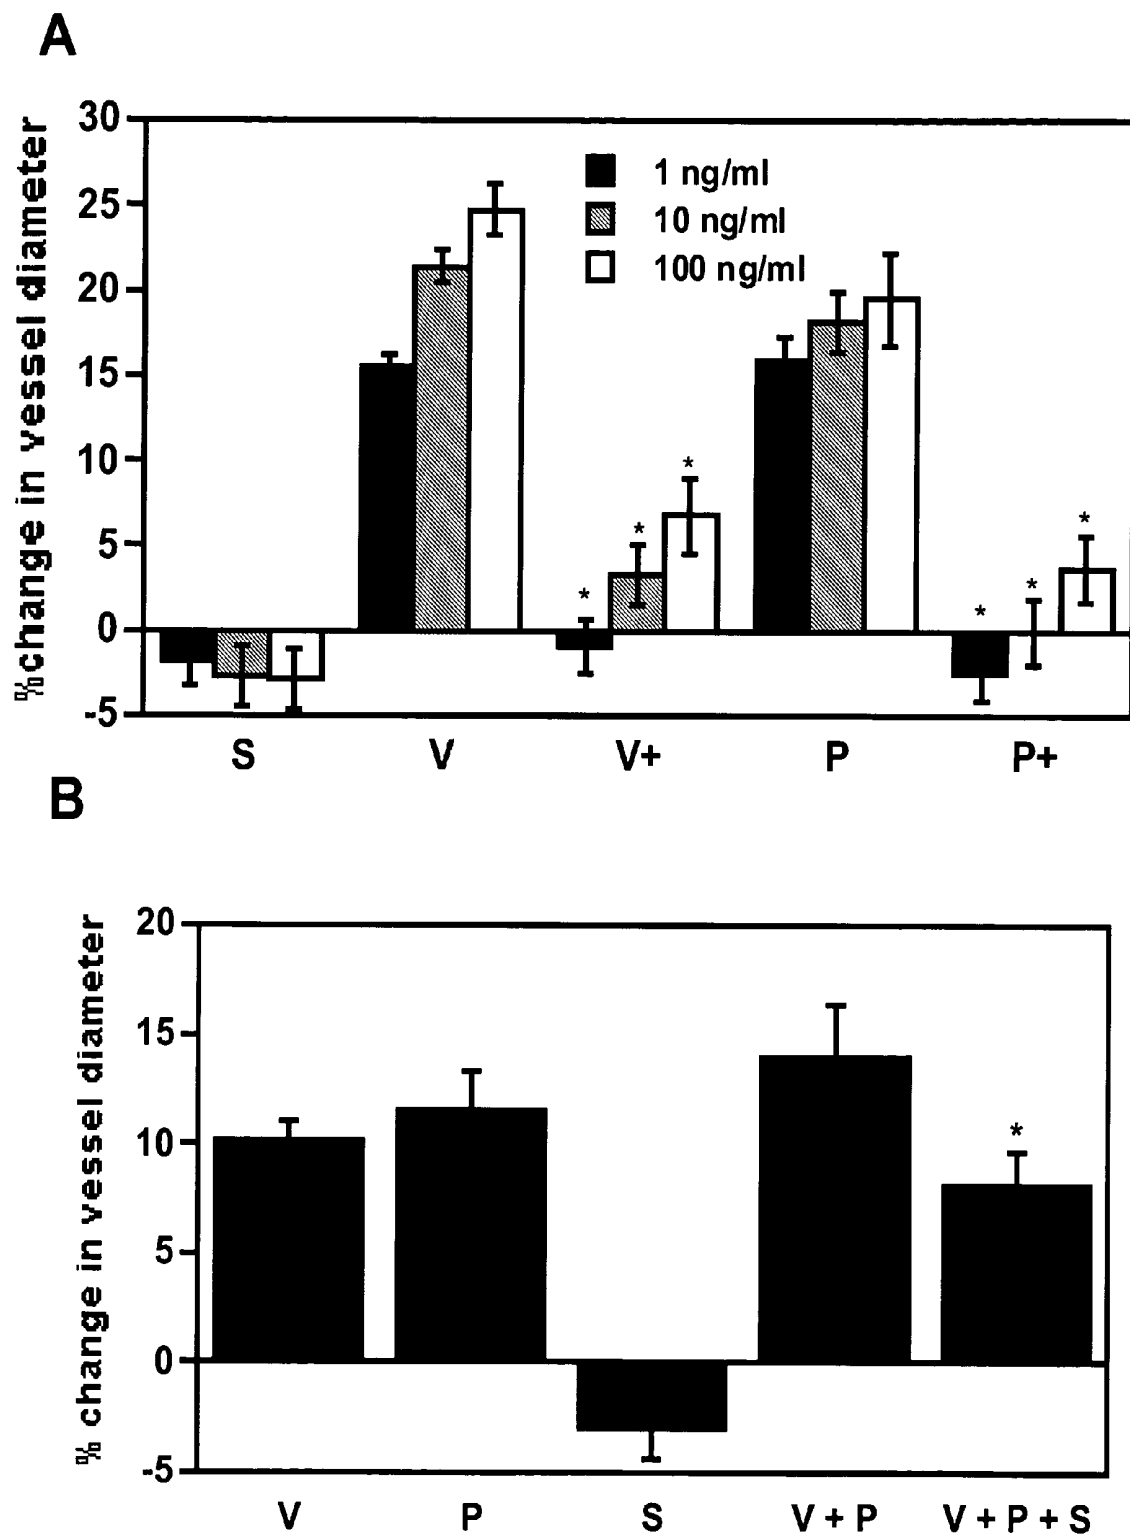 A
%change in vessel diameter
30
25
20
15
10
5
0
-5
1 ng/ml
10 ng/ml
100 ng/ml
* * *
* * *
S V V+ P P+
B
% change in vessel diameter
20
15
10
5
0
-5
*
V P S V + P V + P + S